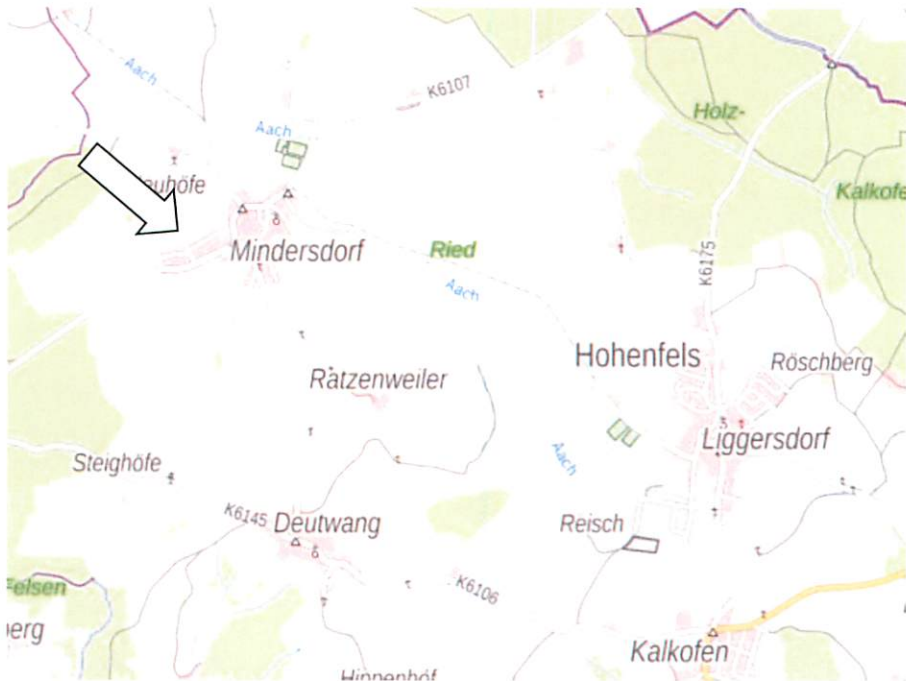 Aach
K6107
Holz-
Aach
Kalkofe
Mindersdorf
Ried
K6175
Aach
Hohenfels
Röschberg
Ratzenweiler
Liggersdorf
Steighöfe
Aach
K6145
Deutwang
Reisch
Felsen
K6106
Kalkofen